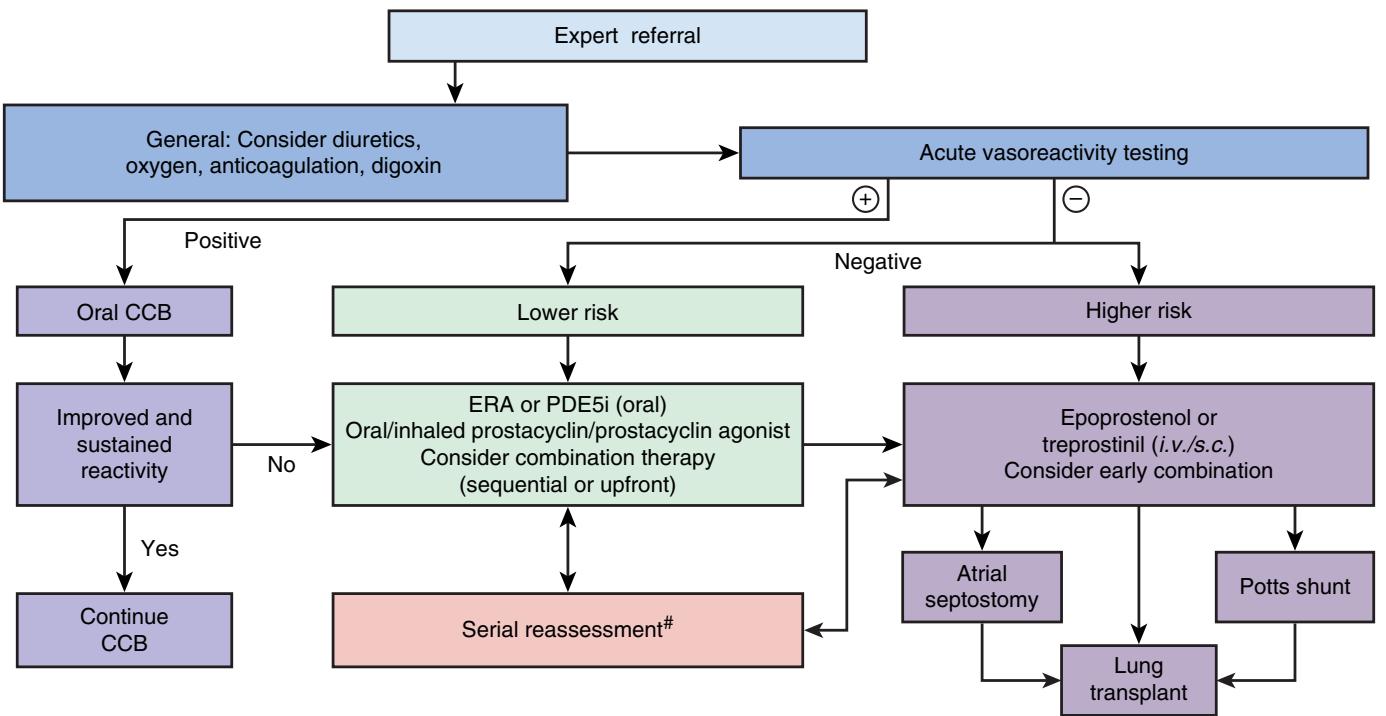 Expert referral
General: Consider diuretics,
oxygen, anticoagulation, digoxin
Acute vasoreactivity testing
+
−
Positive
Negative
Oral CCB
Lower risk
Higher risk
Improved and
sustained
reactivity
No
ERA or PDE5i (oral)
Oral/inhaled prostacyclin/prostacyclin agonist
Consider combination therapy
(sequential or upfront)
Epoprostenol or
treprostinil (i.v./s.c.)
Consider early combination
Yes
Continue
CCB
Serial reassessment#
Atrial
septostomy
Potts shunt
Lung
transplant